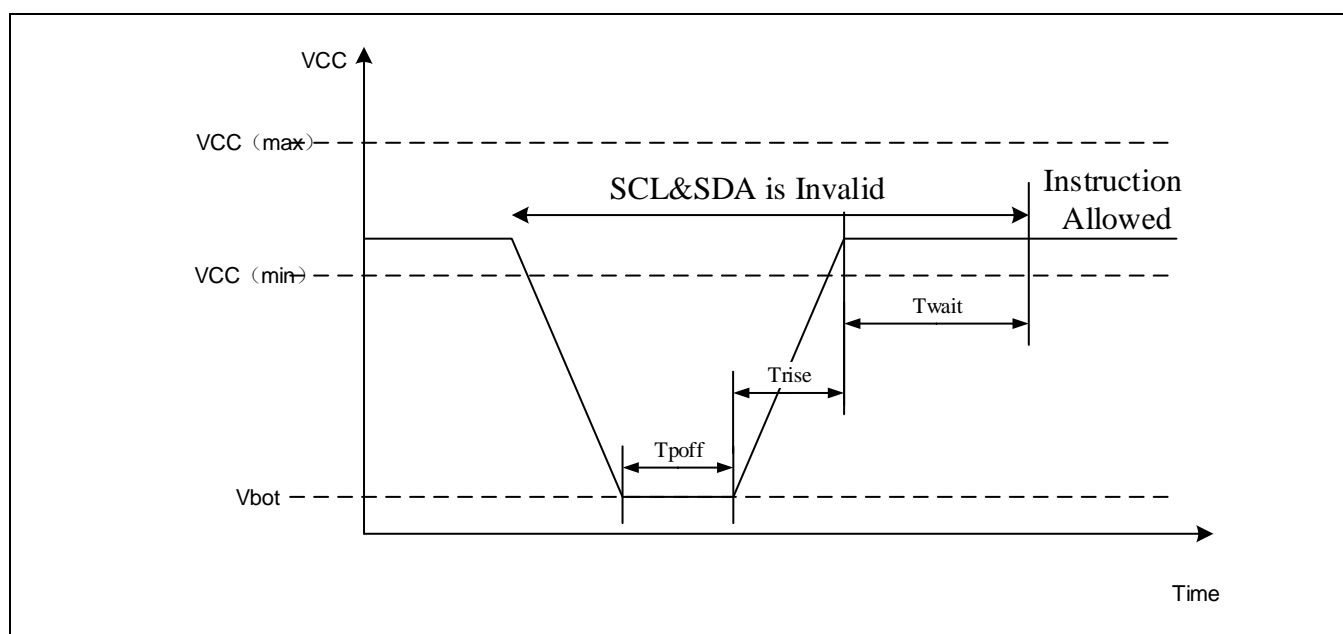 VCC
VCC（max）
SCL&SDA is Invalid
Instruction
Allowed
VCC（min）
Twait
Trise
Tpoff
Vbot
Time